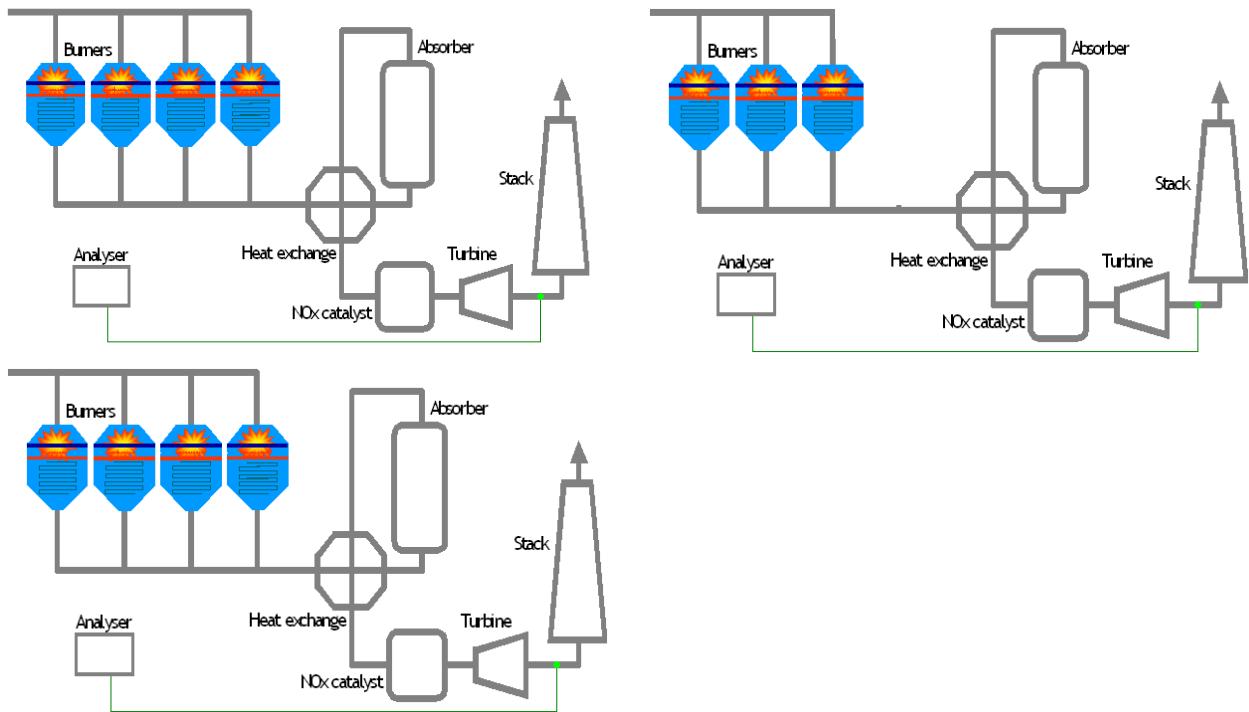 Burners
Absorber
Stack
Analyser
Heat exchange
Turbine
NOx catalyst
Burners
Absorber
Stack
Analyser
Heat exchange
Turbine
NOx catalyst
Burners
Absorber
Stack
Analyser
Heat exchange
Turbine
NOx catalyst